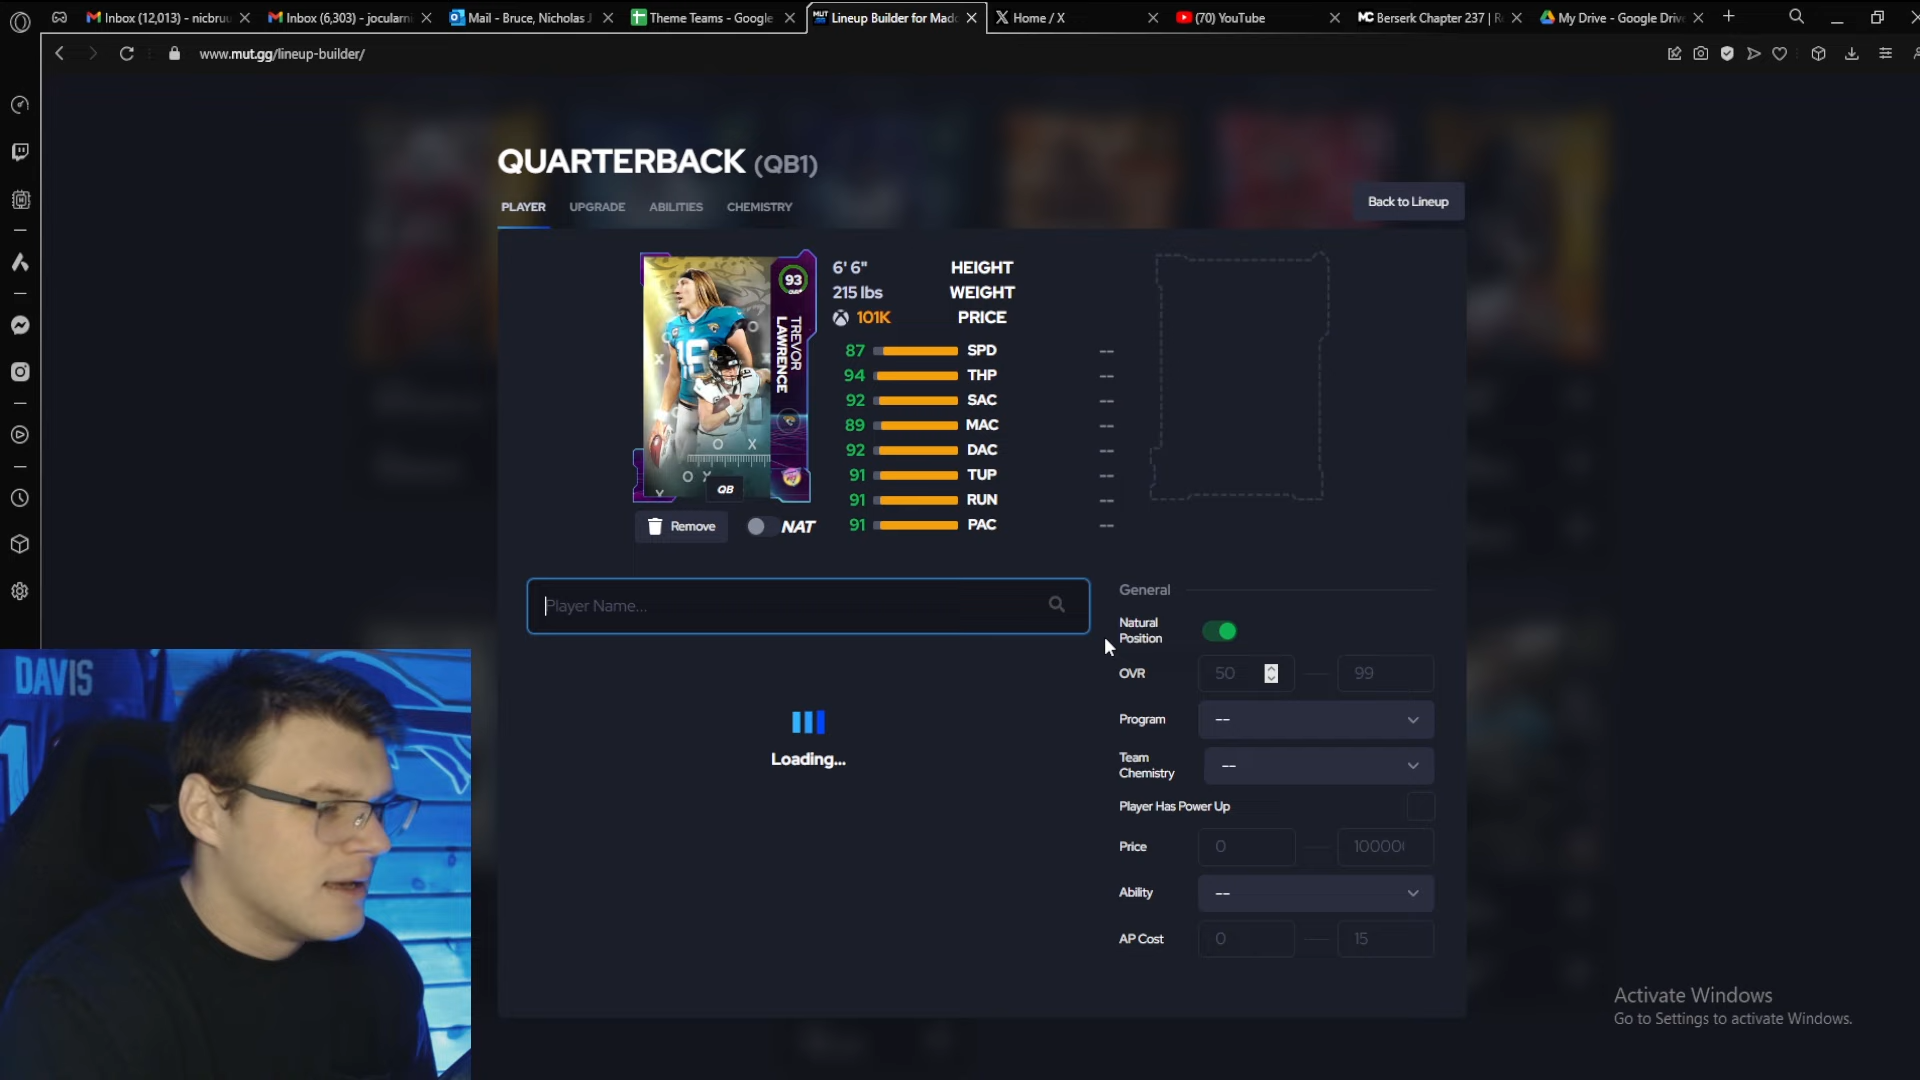 Inbox (12,013) - nicbruc
Inbox (6,303) - jocularni
Mail - Bruce, Nicholas J
Theme Teams - Google
Lineup Builder for Madd
Home / X
(70) YouTube
Berserk Chapter 237 | R
My Drive - Google Driv
www.mut.gg/lineup-builder/
QUARTERBACK (QB1)
PLAYER UPGRADE ABILITIES CHEMISTRY
Back to Lineup
93
OVR
TREVOR
LAWRENCE
QB
6' 6" HEIGHT
215 lbs WEIGHT
101K PRICE
87 SPD --
94 THP --
92 SAC --
89 MAC --
92 DAC --
91 TUP --
91 RUN --
91 PAC --
Remove NAT
Player Name...
Loading...
General
Natural
Position
OVR 50 99
Program --
Team
Chemistry --
Player Has Power Up
Price 0 10000
Ability --
AP Cost 0 15
DAVIS
Activate Windows
Go to Settings to activate Windows.